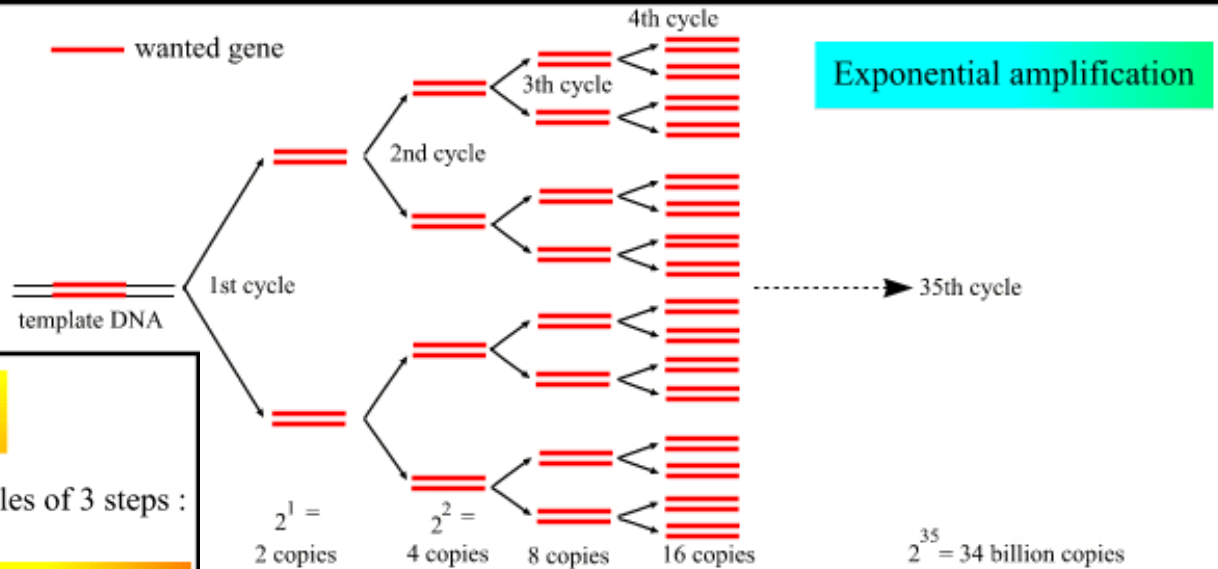 4th cycle
wanted gene
Exponential amplification
3th cycle
2nd cycle
1st cycle
35th cycle
template DNA
les of 3 steps :
2^1 =
2 copies
2^2 =
4 copies
8 copies
16 copies
2^35 = 34 billion copies